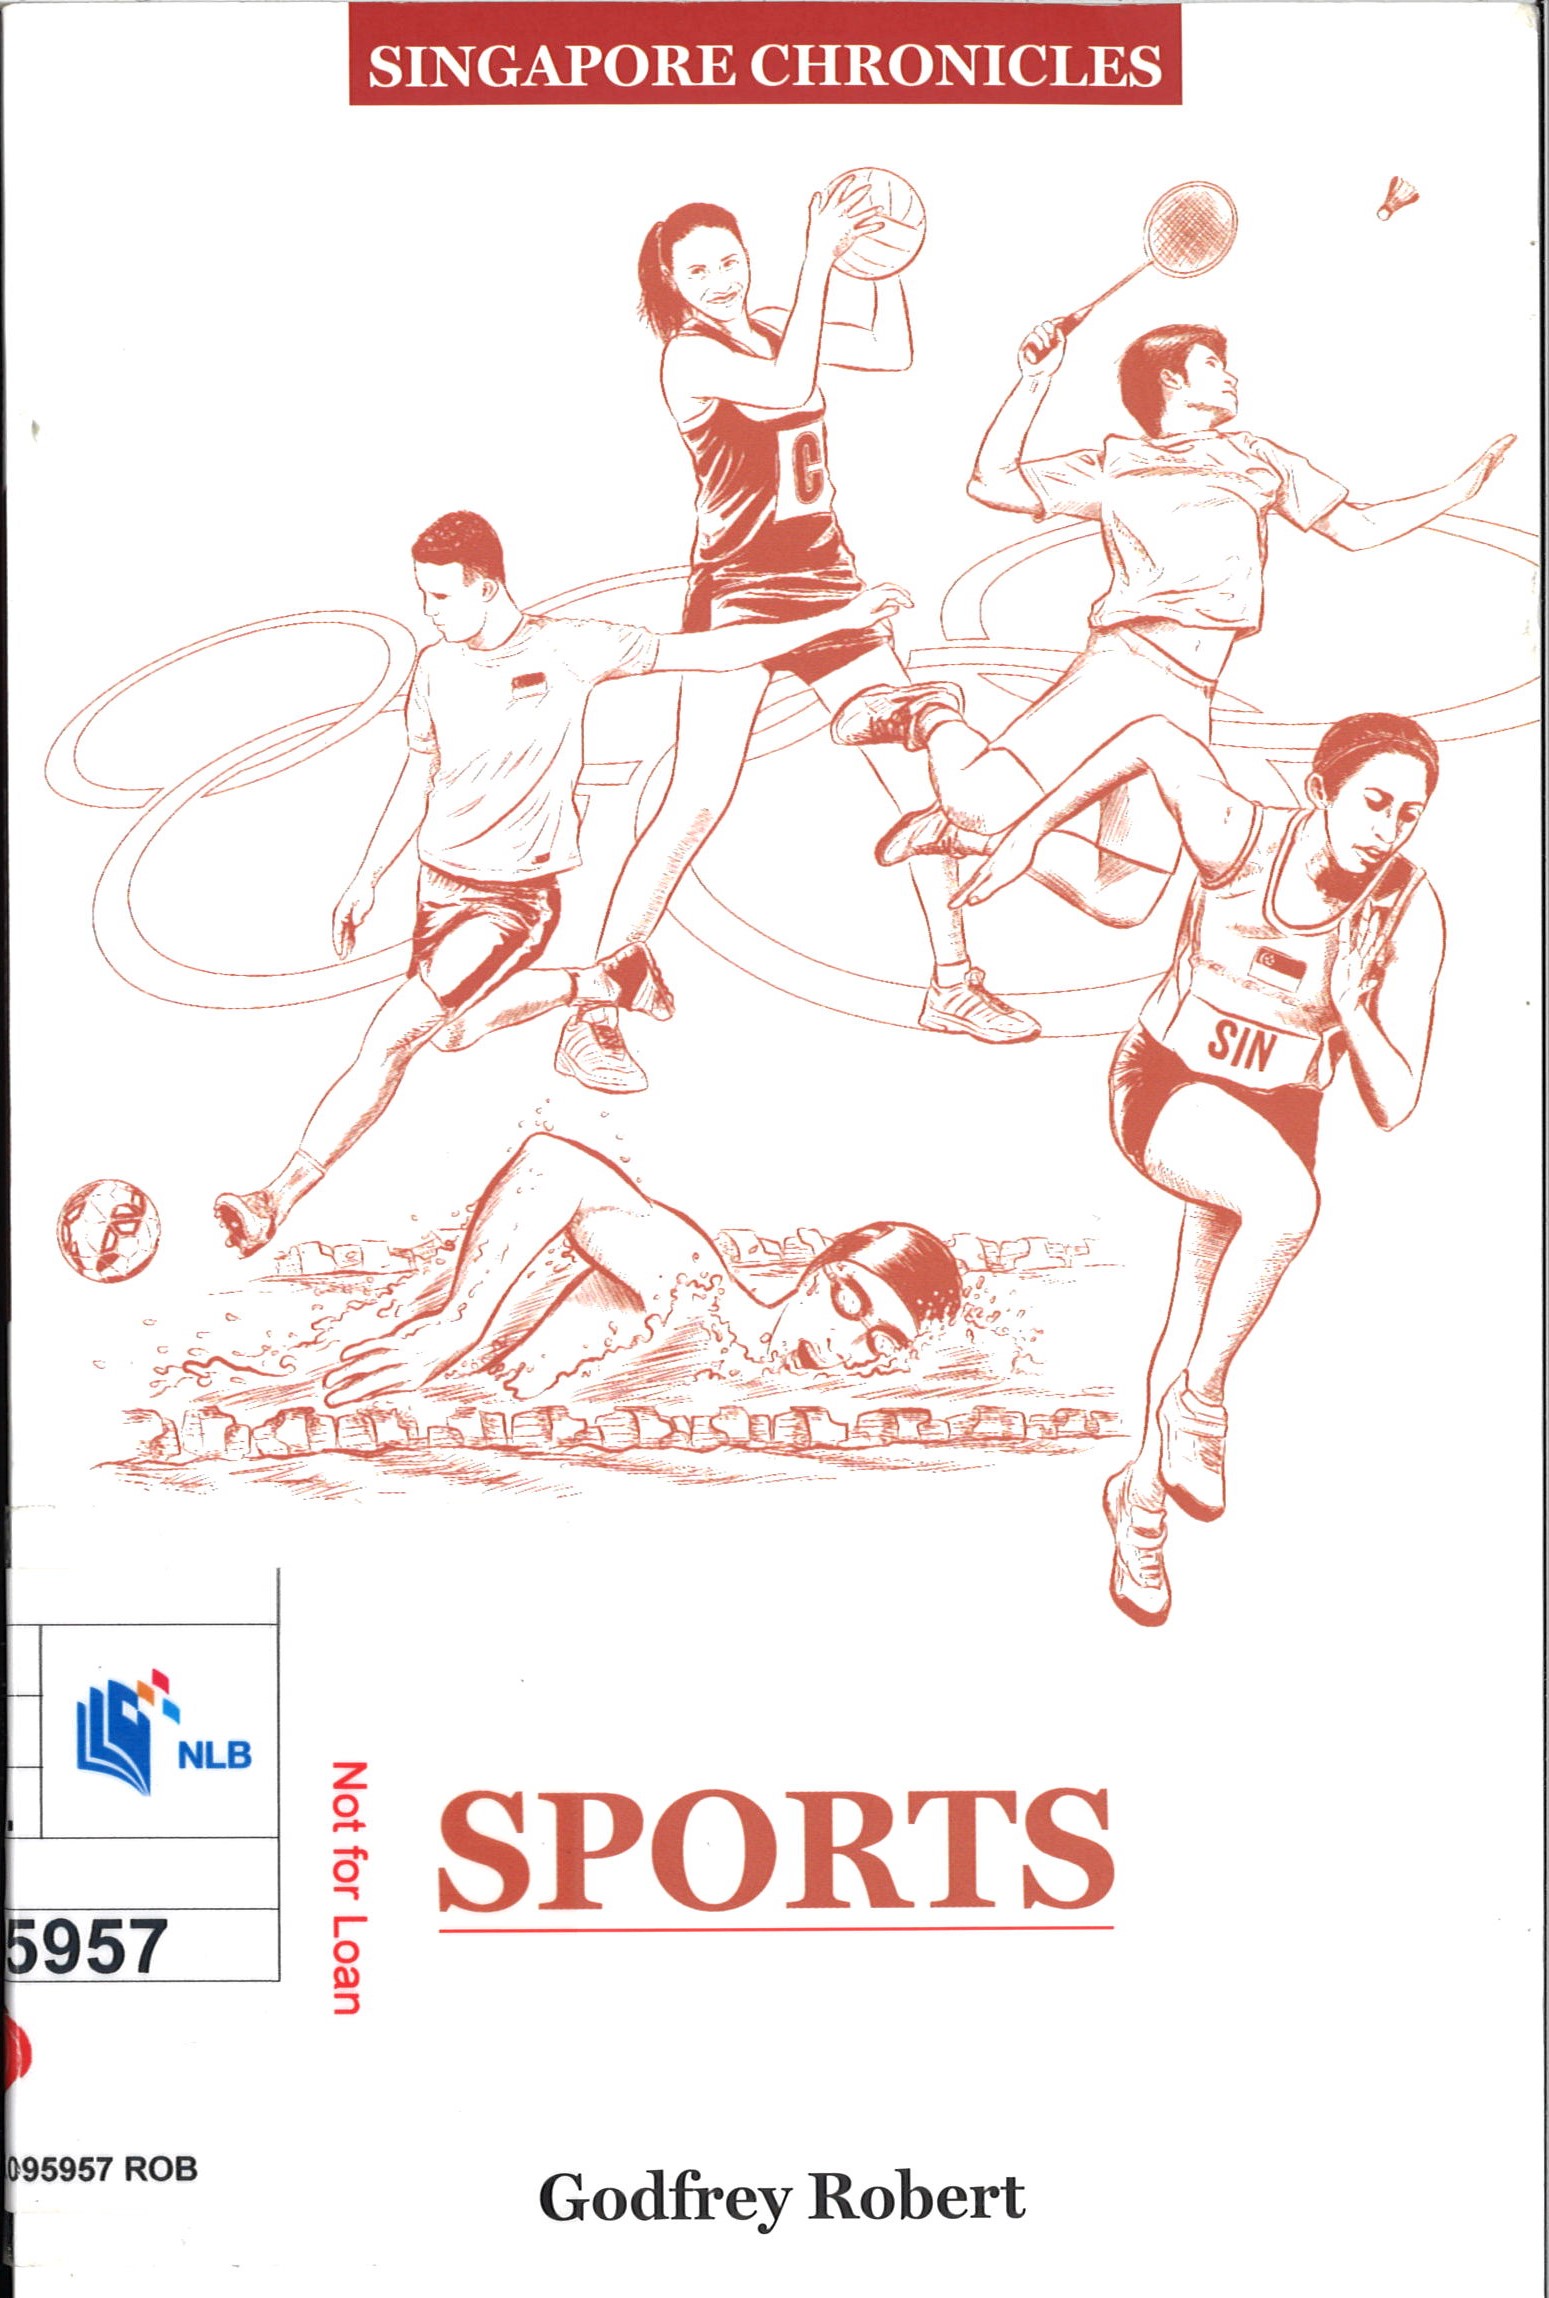 SINGAPORE CHRONICLES
C
SIN
NLB
Not for Loan
SPORTS
5957
095957 ROB
Godfrey Robert